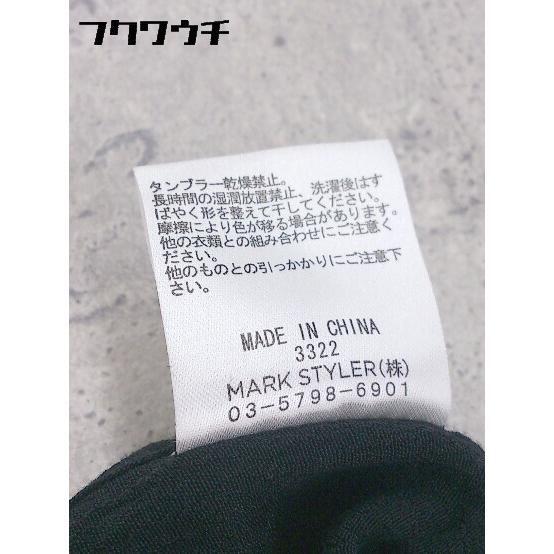 フクワウチ
タンブラー乾燥禁止。
長時間の湿潤放置禁止、洗濯後はす
ばやく形を整えて干してください。
摩擦により色が移る場合があります。
他の衣類との組み合わせにご注意く
ださい。
他のものとの引っかかりにご注意下
さい。
MADE IN CHINA
3322
MARK STYLER(株)
03-5798-6901